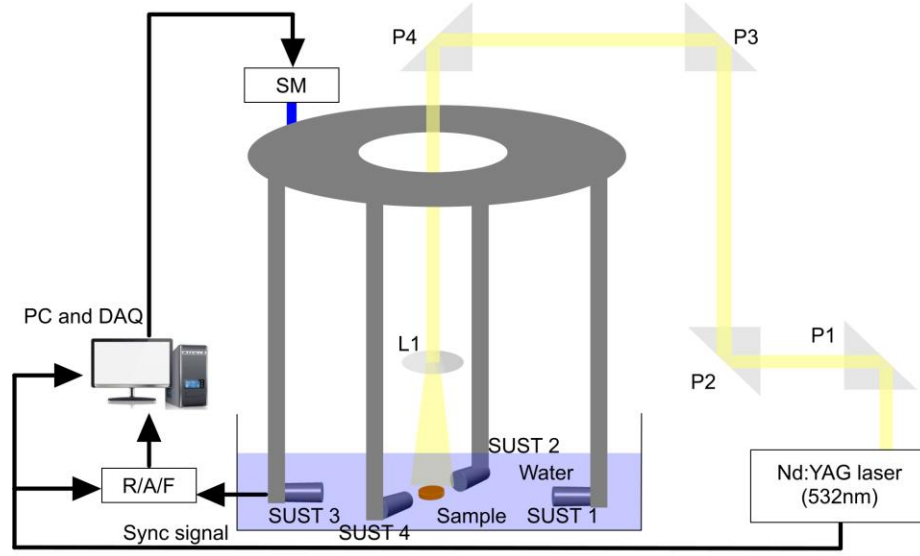 P4
P3
SM
PC and DAQ
L1
P1
P2
SUST 2
Water
Nd:YAG laser
(532nm)
R/A/F
SUST 3
SUST 4
Sample
SUST 1
Sync signal